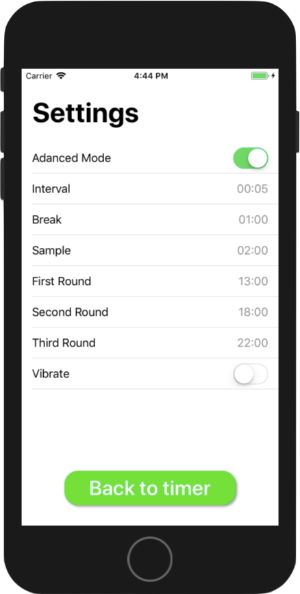 Carrier 4:44 PM
Settings
Adanced Mode
Interval 00:05
Break 01:00
Sample 02:00
First Round 13:00
Second Round 18:00
Third Round 22:00
Vibrate
Back to timer